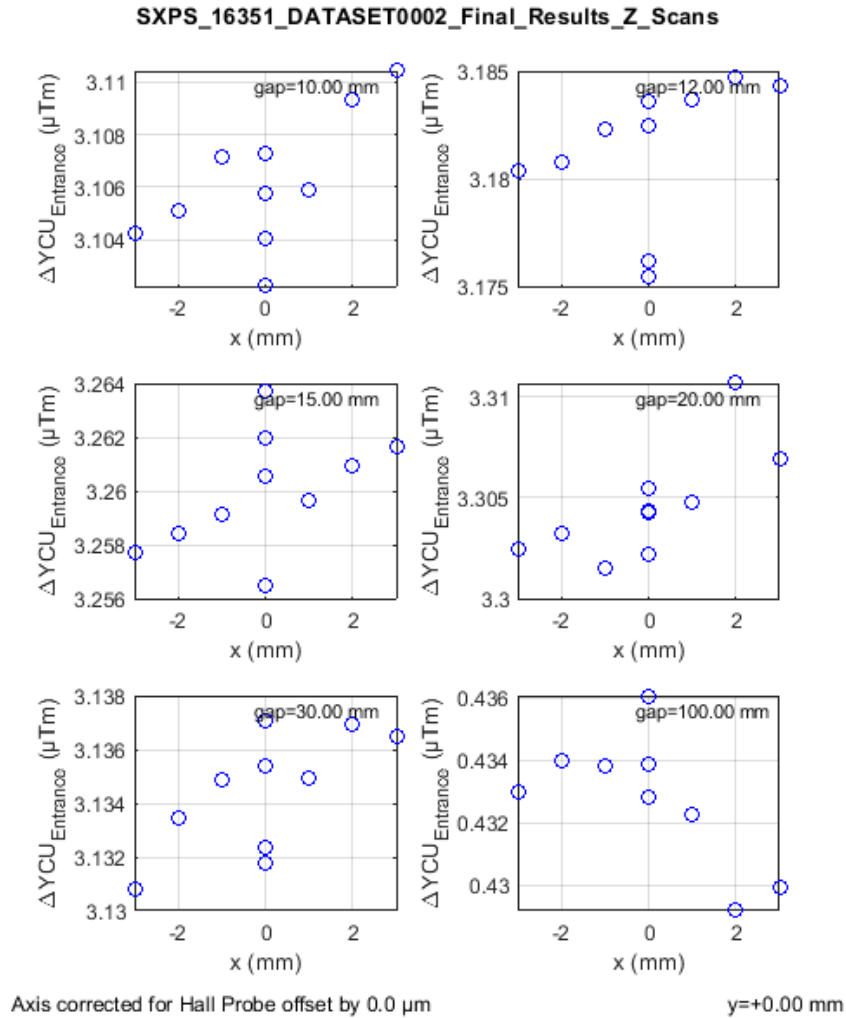 SXPS_16351_DATASET0002_Final_Results_Z_Scans
3.11
3.108
3.106
3.104
ΔYCU_Entrance (µTm)
gap=10.00 mm
-2 0 2
x (mm)
3.185
3.18
3.175
ΔYCU_Entrance (µTm)
gap=12.00 mm
-2 0 2
x (mm)
3.264
3.262
3.26
3.258
3.256
ΔYCU_Entrance (µTm)
gap=15.00 mm
-2 0 2
x (mm)
3.31
3.305
3.3
ΔYCU_Entrance (µTm)
gap=20.00 mm
-2 0 2
x (mm)
3.138
3.136
3.134
3.132
3.13
ΔYCU_Entrance (µTm)
gap=30.00 mm
-2 0 2
x (mm)
0.436
0.434
0.432
0.43
ΔYCU_Entrance (µTm)
gap=100.00 mm
-2 0 2
x (mm)
Axis corrected for Hall Probe offset by 0.0 µm
y=+0.00 mm